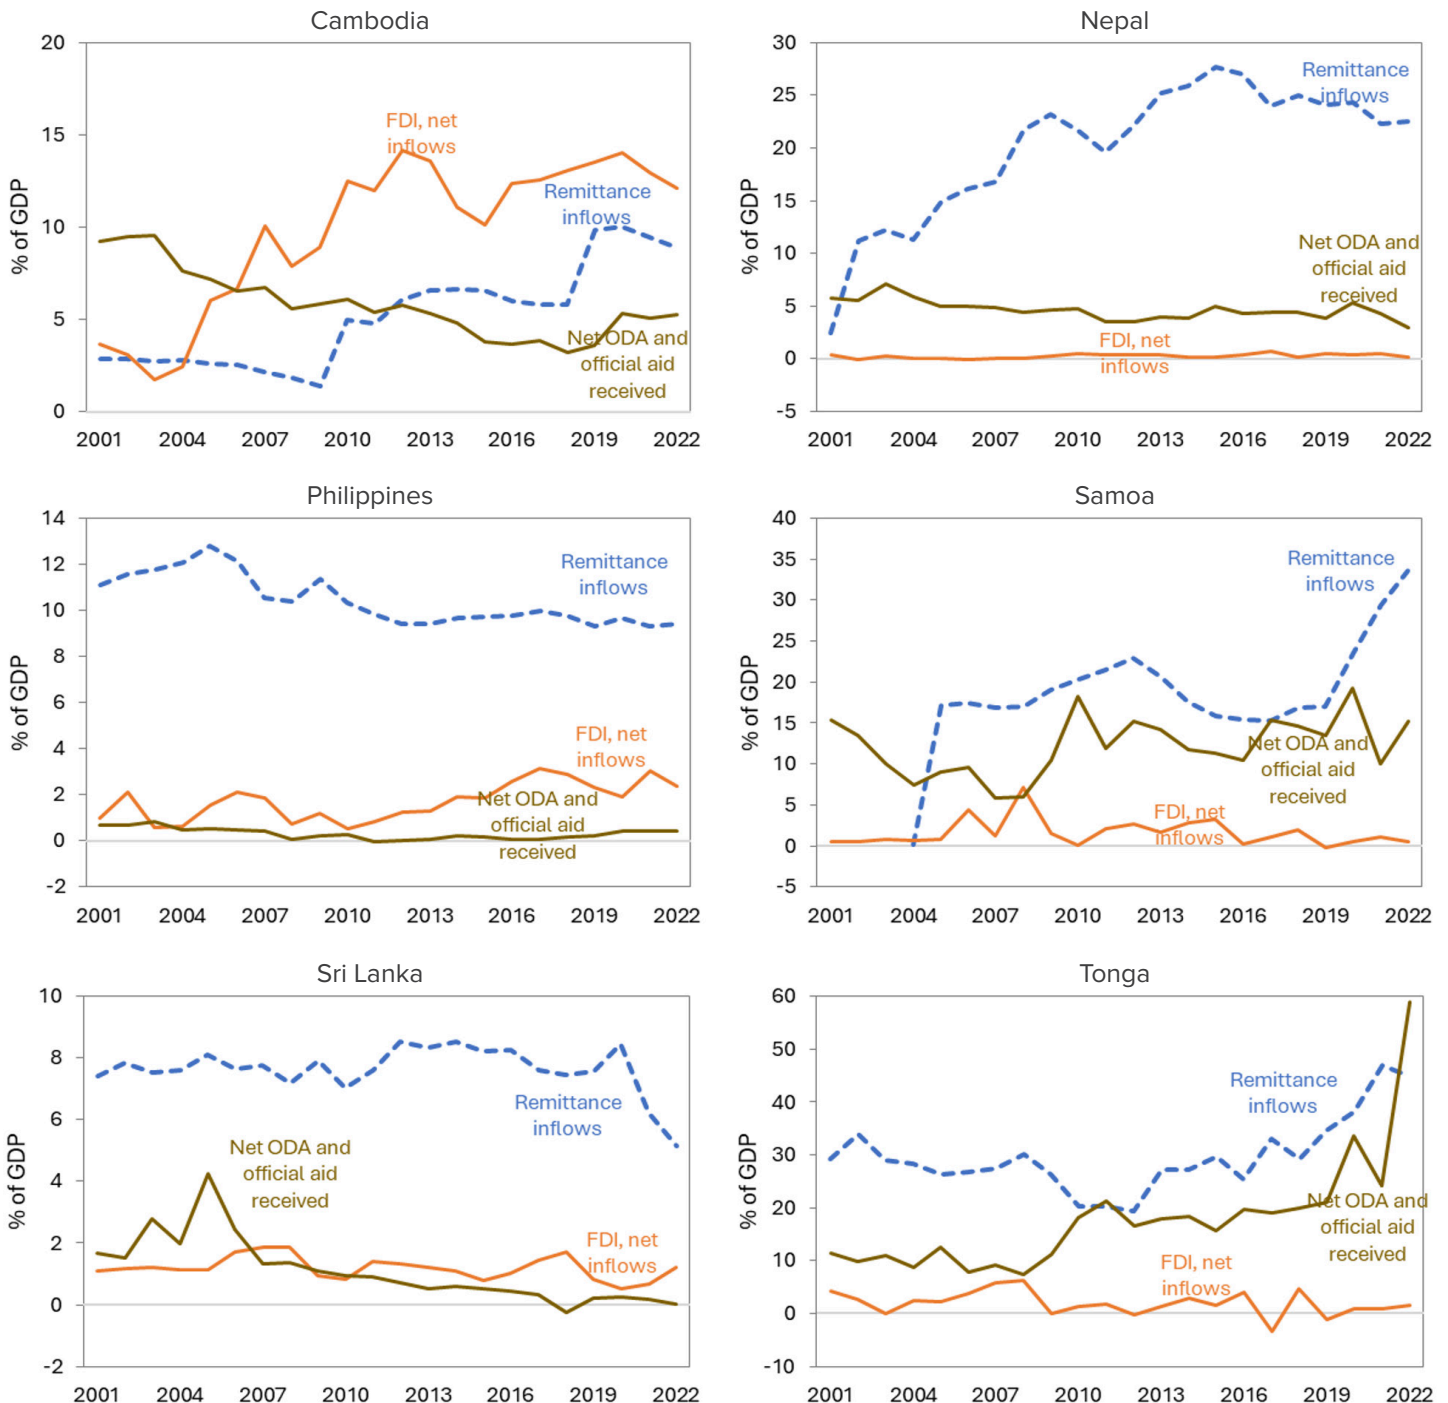 Cambodia
20
15
10
5
0
% of GDP
FDI, net
inflows
Remittance
inflows
Net ODA and
official aid
received
2001 2004 2007 2010 2013 2016 2019 2022
Nepal
30
25
20
15
10
5
0
-5
% of GDP
Remittance
inflows
Net ODA and
official aid
received
FDI, net
inflows
2001 2004 2007 2010 2013 2016 2019 2022
Philippines
14
12
10
8
6
4
2
0
-2
% of GDP
Remittance
inflows
FDI, net
inflows
Net ODA and
official aid
received
2001 2004 2007 2010 2013 2016 2019 2022
Samoa
40
35
30
25
20
15
10
5
0
-5
% of GDP
Remittance
inflows
Net ODA and
official aid
received
FDI, net
inflows
2001 2004 2007 2010 2013 2016 2019 2022
Sri Lanka
10
8
6
4
2
0
-2
% of GDP
Remittance
inflows
Net ODA and
official aid
received
FDI, net
inflows
2001 2004 2007 2010 2013 2016 2019 2022
Tonga
60
50
40
30
20
10
0
-10
% of GDP
Remittance
inflows
Net ODA and
official aid
received
FDI, net
inflows
2001 2004 2007 2010 2013 2016 2019 2022